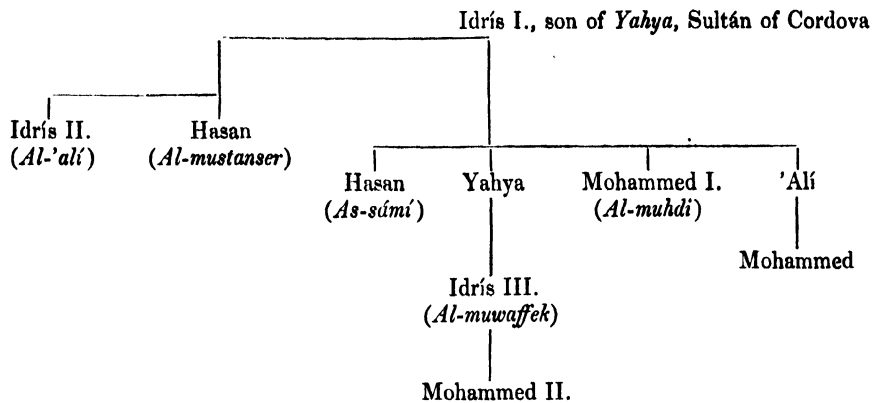 Idrís I., son of Yahya, Sultán of Cordova
Idrís II. Hasan
(Al-'alí) (Al-mustanser)
Hasan Yahya Mohammed I. 'Alí
(As-sámí) (Al-muhdi)
Mohammed
Idrís III.
(Al-muwaffek)
Mohammed II.